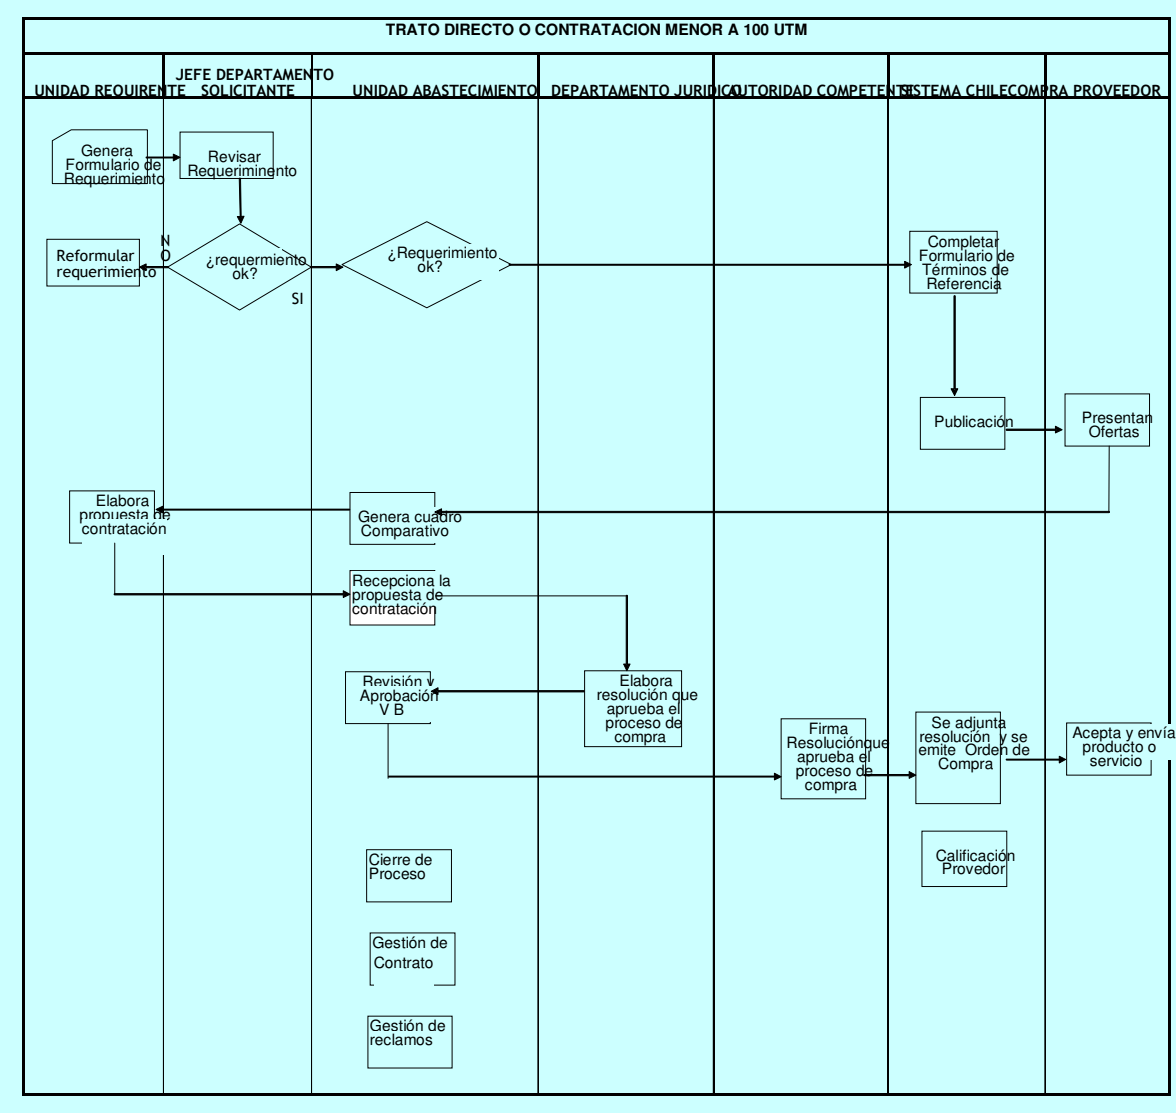 TRATO DIRECTO O CONTRATACION MENOR A 100 UTM
UNIDAD REQUIRENTE
JEFE DEPARTAMENTO
SOLICITANTE
UNIDAD ABASTECIMIENTO
DEPARTAMENTO JURIDICO
AUTORIDAD COMPETENTE
SISTEMA CHILECOMPRA
PROVEEDOR
Genera
Formulario de
Requerimiento
Revisar
Requeriminento
Reformular
requerimiento
N
O
¿requermiento
ok?
SI
¿Requerimiento
ok?
Completar
Formulario de
Términos de
Referencia
Publicación
Presentan
Ofertas
Elabora
propuesta de
contratación
Genera cuadro
Comparativo
Recepciona la
propuesta de
contratación
Revisión y
Aprobación
V B
Elabora
resolución que
aprueba el
proceso de
compra
Firma
Resoluciónque
aprueba el
proceso de
compra
Se adjunta
resolución y se
emite Orden de
Compra
Acepta y envía
producto o
servicio
Cierre de
Proceso
Calificación
Provedor
Gestión de
Contrato
Gestión de
reclamos